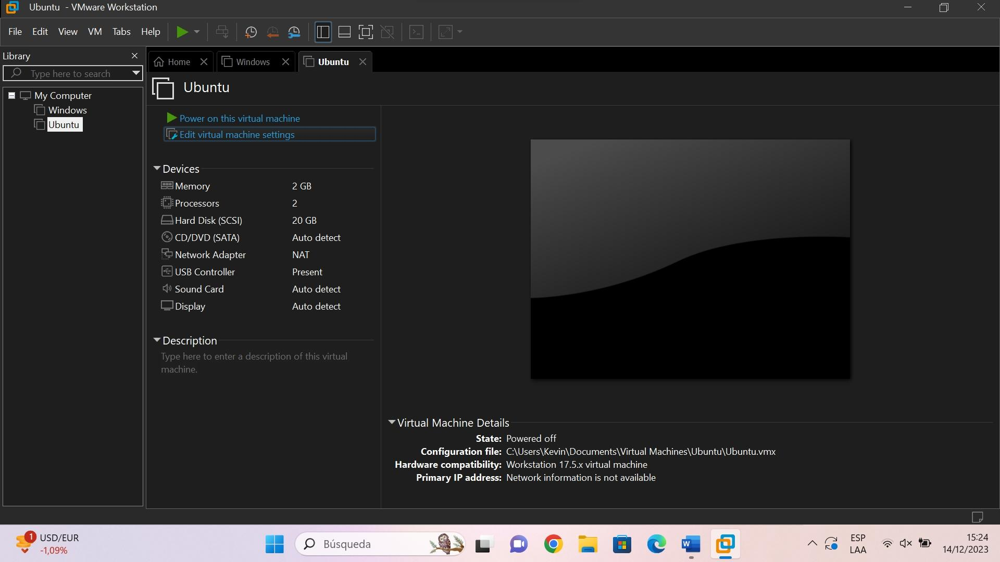 Ubuntu - VMware Workstation
File Edit View VM Tabs Help
Library
Type here to search
My Computer
Windows
Ubuntu
Home
Windows
Ubuntu
Ubuntu
Power on this virtual machine
Edit virtual machine settings
Devices
Memory 2 GB
Processors 2
Hard Disk (SCSI) 20 GB
CD/DVD (SATA) Auto detect
Network Adapter NAT
USB Controller Present
Sound Card Auto detect
Display Auto detect
Description
Type here to enter a description of this virtual
machine.
Virtual Machine Details
State: Powered off
Configuration file: C:\Users\Kevin\Documents\Virtual Machines\Ubuntu\Ubuntu.vmx
Hardware compatibility: Workstation 17.5.x virtual machine
Primary IP address: Network information is not available
1
USD/EUR
-1,09%
Búsqueda
W
ESP
LAA
15:24
14/12/2023